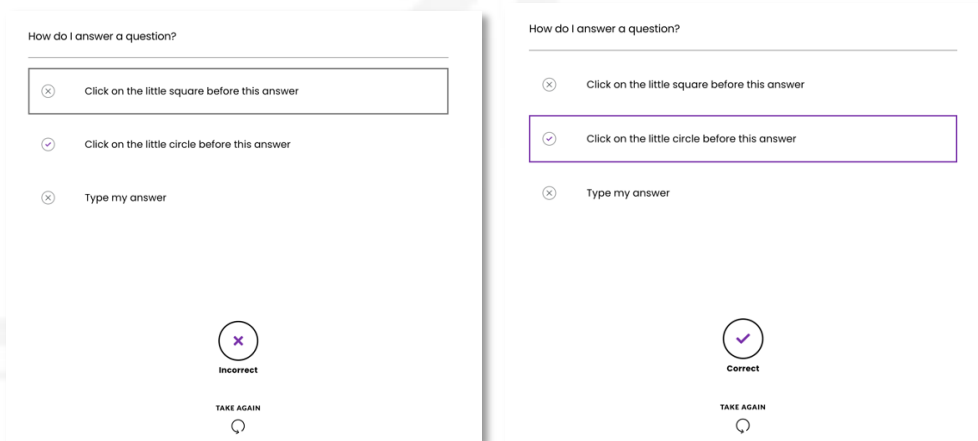 How do I answer a question?
Click on the little square before this answer
Click on the little circle before this answer
Type my answer
Incorrect
TAKE AGAIN
How do I answer a question?
Click on the little square before this answer
Click on the little circle before this answer
Type my answer
Correct
TAKE AGAIN